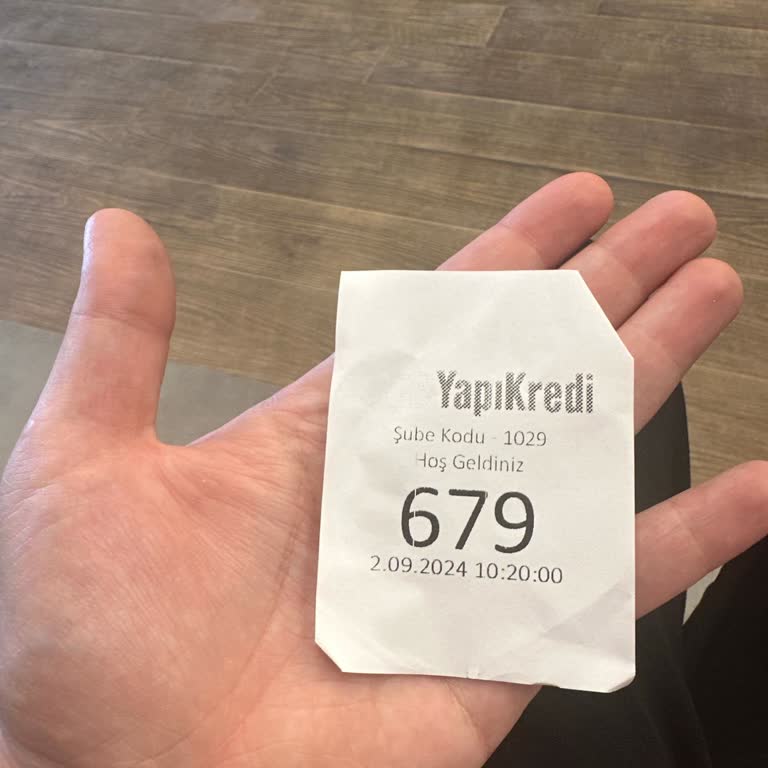 YapıKredi
Şube Kodu - 1029
Hoş Geldiniz
679
2.09.2024 10:20:00